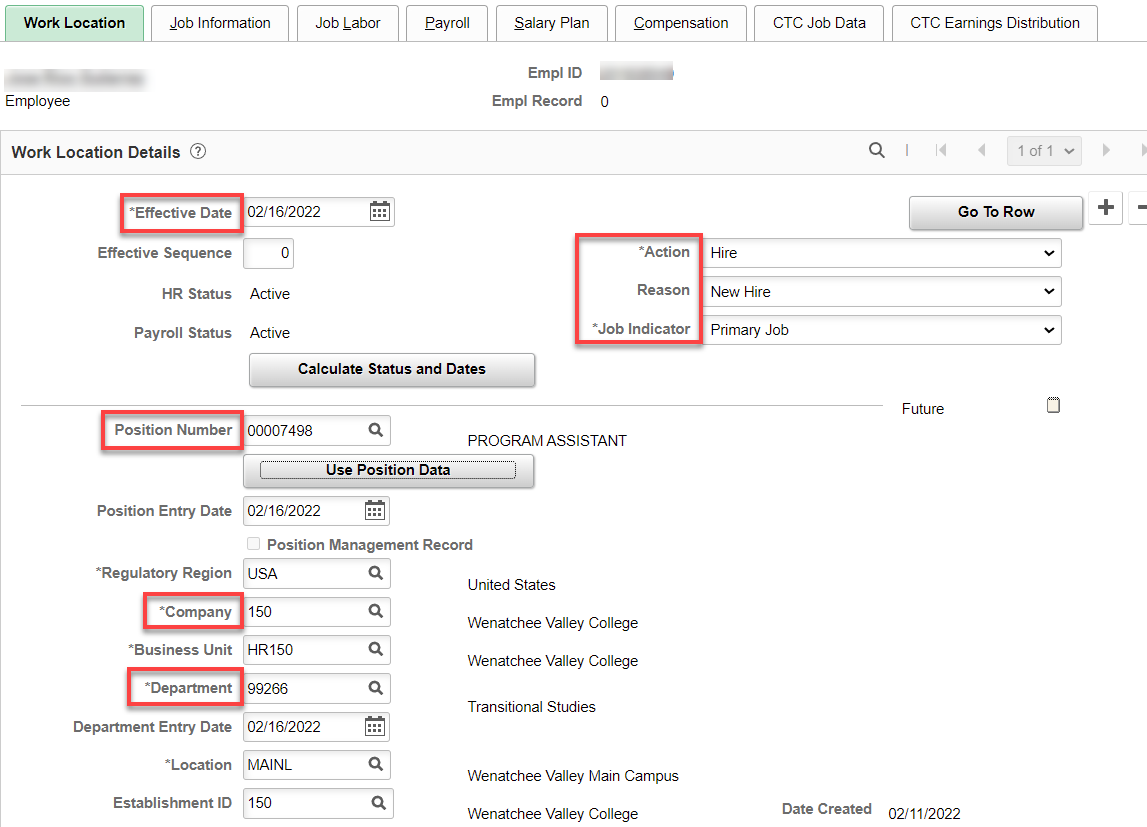 Work Location Job Information Job Labor Payroll Salary Plan Compensation CTC Job Data CTC Earnings Distribution
Empl ID
Employee
Empl Record 0
Work Location Details ? 1 of 1
*Effective Date 02/16/2022
Go To Row
Effective Sequence 0
*Action Hire
HR Status Active
Reason New Hire
Payroll Status Active
*Job Indicator Primary Job
Calculate Status and Dates
Future
Position Number 00007498
PROGRAM ASSISTANT
Use Position Data
Position Entry Date 02/16/2022
Position Management Record
*Regulatory Region USA
United States
*Company 150
Wenatchee Valley College
*Business Unit HR150
Wenatchee Valley College
*Department 99266
Transitional Studies
Department Entry Date 02/16/2022
*Location MAINL
Wenatchee Valley Main Campus
Establishment ID 150
Wenatchee Valley College
Date Created 02/11/2022